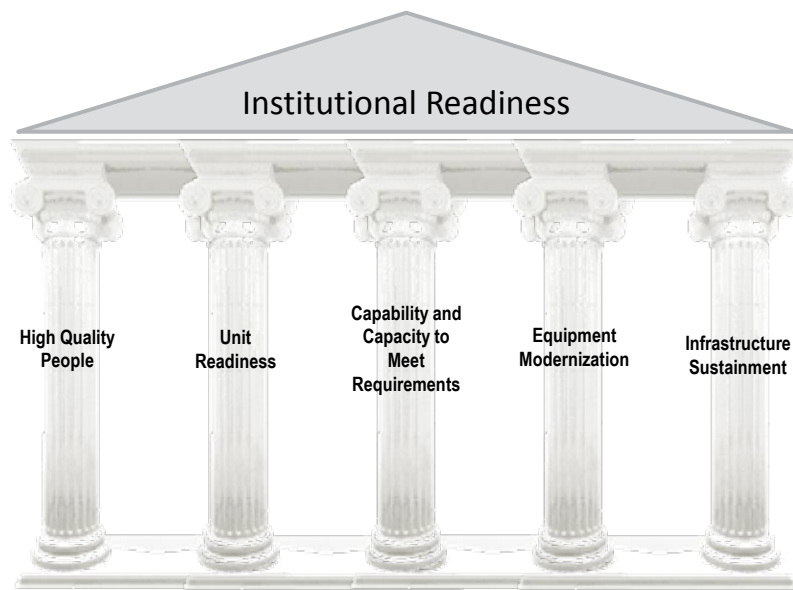 Institutional Readiness
High Quality
People
Unit
Readiness
Capability and
Capacity to
Meet
Requirements
Equipment
Modernization
Infrastructure
Sustainment